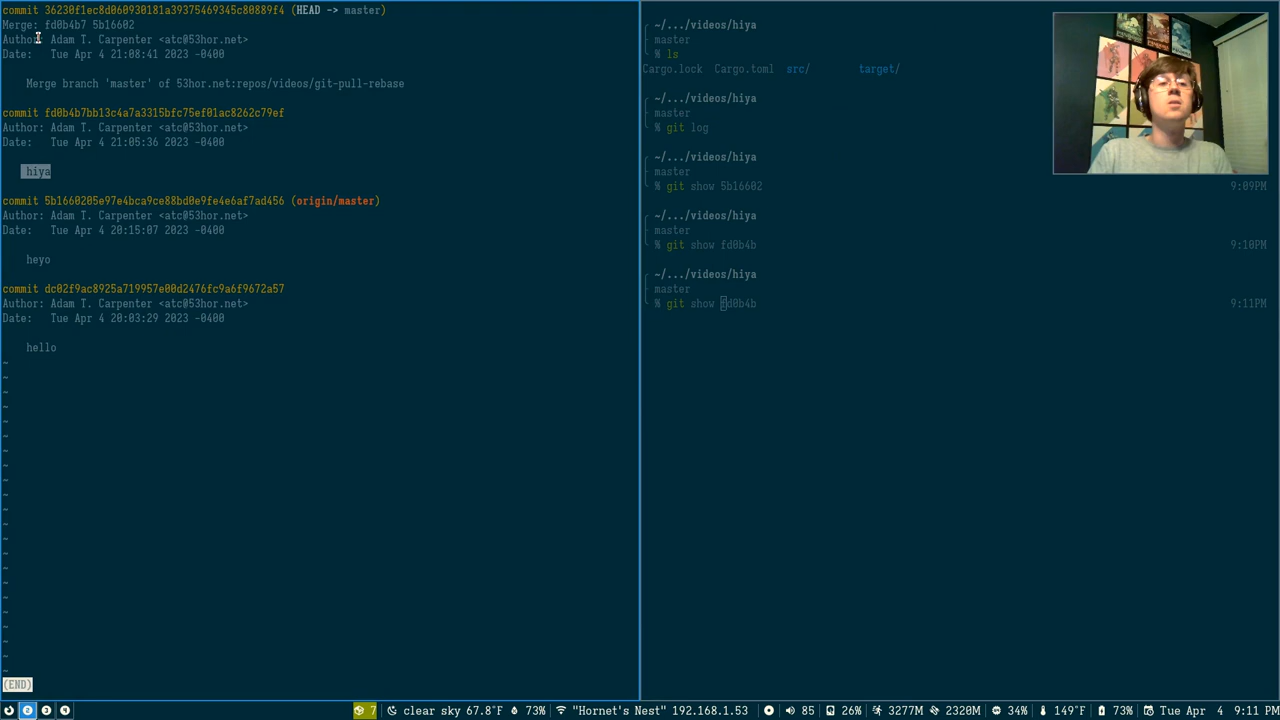 commit 36230f1ec8d060930181a39375469345c80889f4 (HEAD -> master)
Merge: fd0b4b7 5b16602
Author: Adam T. Carpenter <atc@53hor.net>
Date:   Tue Apr 4 21:08:41 2023 -0400
Merge branch 'master' of 53hor.net:repos/videos/git-pull-rebase
commit fd0b4b7bb13c4a7a3315bfc75ef01ac8262c79ef
Author: Adam T. Carpenter <atc@53hor.net>
Date:   Tue Apr 4 21:05:36 2023 -0400
hiya
commit 5b1660205e97e4bca9ce88bd0e9fe4e6af7ad456 (origin/master)
Author: Adam T. Carpenter <atc@53hor.net>
Date:   Tue Apr 4 20:15:07 2023 -0400
heyo
commit dc02f9ac8925a719957e00d2476fc9a6f9672a57
Author: Adam T. Carpenter <atc@53hor.net>
Date:   Tue Apr 4 20:03:29 2023 -0400
hello
(END)
~/.../videos/hiya
master
% ls
Cargo.lock  Cargo.toml  src/  target/
~/.../videos/hiya
master
% git log
~/.../videos/hiya
master
% git show 5b16602 9:09PM
~/.../videos/hiya
master
% git show fd0b4b 9:10PM
~/.../videos/hiya
master
% git show fd0b4b 9:11PM
2 3 4 7 clear sky 67.8°F 73% "Hornet's Nest" 192.168.1.53 85 26% 3277M 2320M 34% 149°F 73% Tue Apr  4  9:11 PM